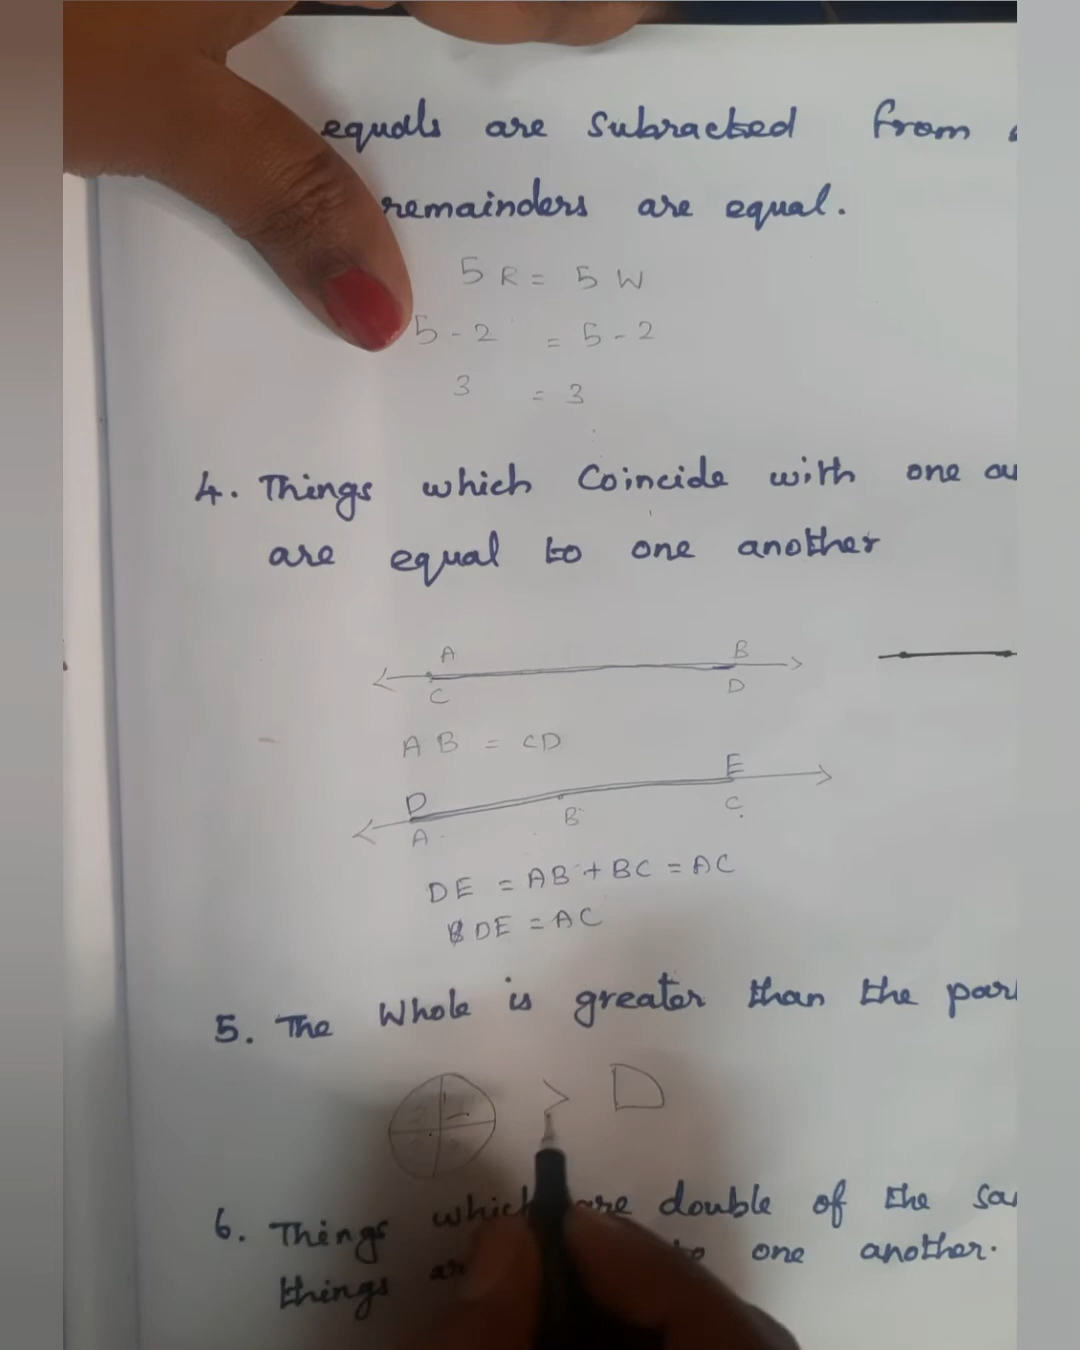 equals are Subracted from
remainders are equal.
5 R = 5 W
5 - 2 = 5 - 2
3 = 3
4. Things which Coincide with one
are equal to one another
A B
C D
A B = CD
D E
A B C
DE = AB + BC = AC
DE = AC
5. The Whole is greater than the
6. Things are double of the
things one another.